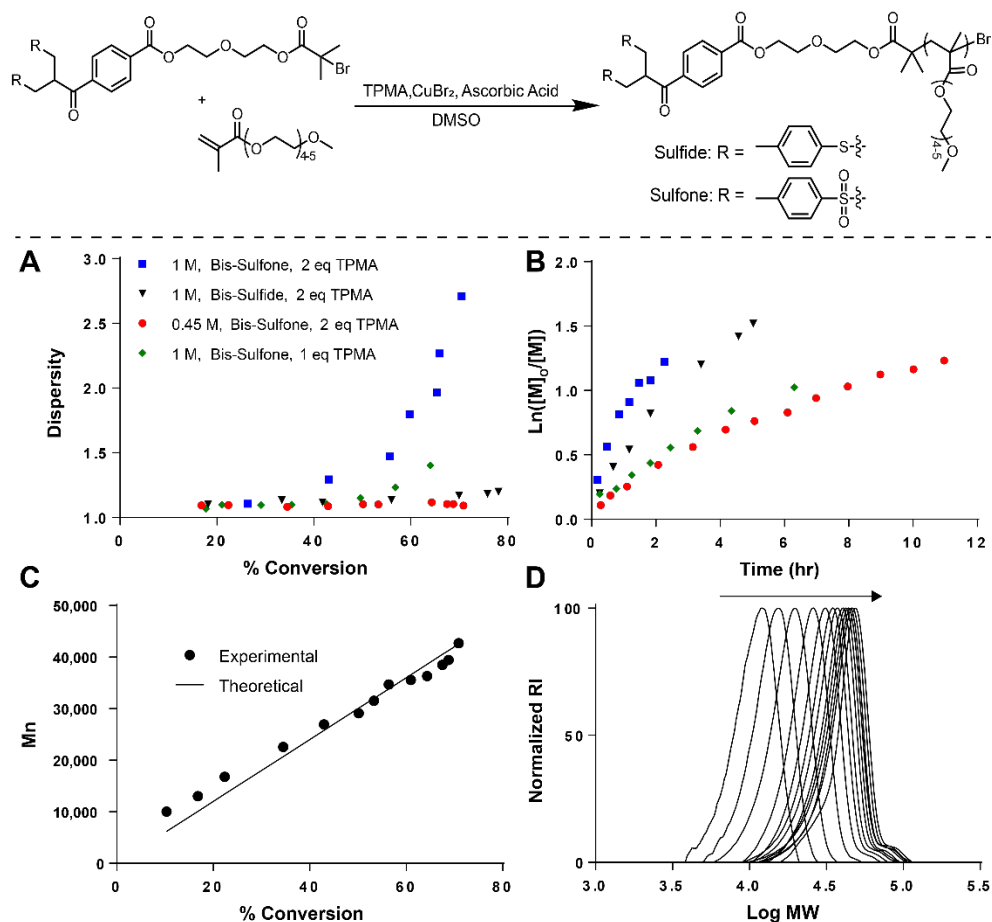 R
R
O
O
O
O
O
O
Br
+
O
O
4-5
TPMA,CuBr₂, Ascorbic Acid
DMSO
R
R
O
O
O
O
O
O
Br
O
O
4-5
O
Sulfide: R =
S
Sulfone: R =
O
S
O
A
Dispersity
3.0
2.5
2.0
1.5
1.0
0
20
40
60
80
% Conversion
1 M, Bis-Sulfone, 2 eq TPMA
1 M, Bis-Sulfide, 2 eq TPMA
0.45 M, Bis-Sulfone, 2 eq TPMA
1 M, Bis-Sulfone, 1 eq TPMA
B
Ln([M]₀/[M])
2.0
1.5
1.0
0.5
0.0
0
2
4
6
8
10
12
Time (hr)
C
Mn
50,000
40,000
30,000
20,000
10,000
0
0
20
40
60
80
% Conversion
Experimental
Theoretical
D
Normalized RI
100
50
0
3.0
3.5
4.0
4.5
5.0
5.5
Log MW